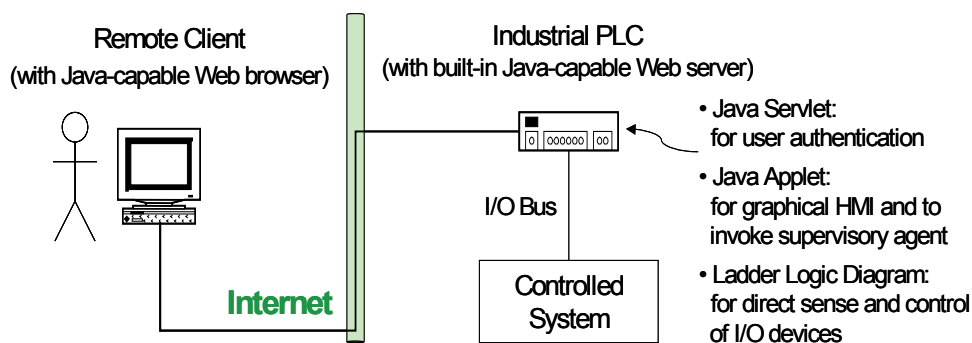 Remote Client
(with Java-capable Web browser)
Industrial PLC
(with built-in Java-capable Web server)
• Java Servlet:
for user authentication
• Java Applet:
for graphical HMI and to
invoke supervisory agent
• Ladder Logic Diagram:
for direct sense and control
of I/O devices
I/O Bus
Controlled
System
Internet